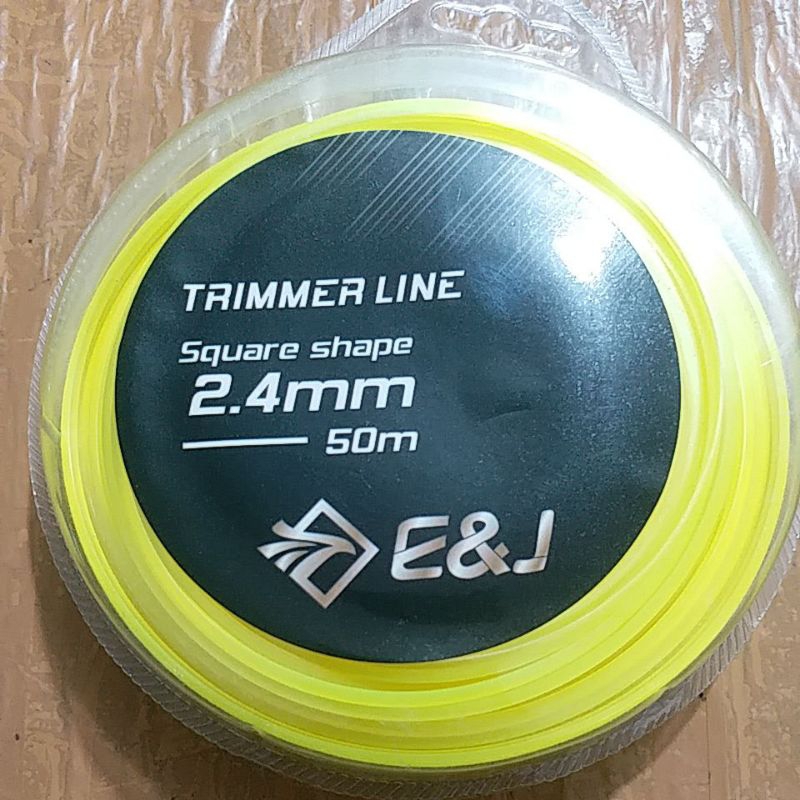 TRIMMER LINE
Square shape
2.4mm
50m
E&J